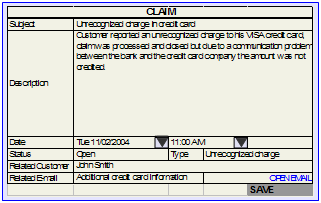 CLAIM
Subject Unrecognized charge in credit card
Customer reported an unrecognized charge to his VISA credit card,
claim was processed and closed but due to a communication problem
between the bank and the credit card company the amount was not
credited.
Description
Date Tue 11/02/2004 11:00 AM
Status Open Type Unrecognized charge
Related Customer John Smith
Related E-mail Additional credit card information OPEN EMAIL
SAVE